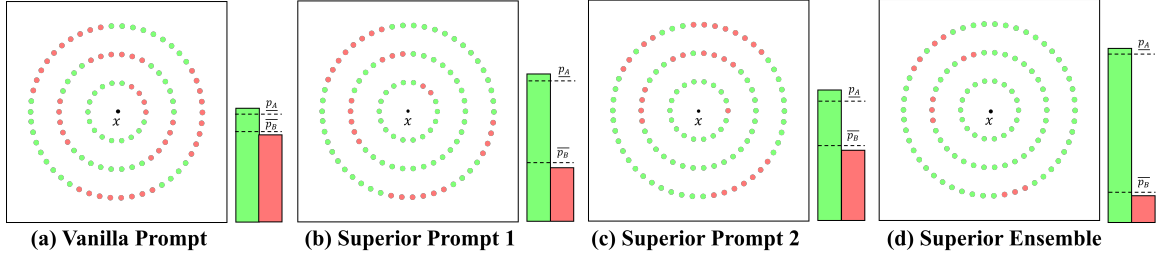 x
p_A
p_B
x
p_A
p_B
x
p_A
p_B
x
p_A
p_B
(a) Vanilla Prompt
(b) Superior Prompt 1
(c) Superior Prompt 2
(d) Superior Ensemble